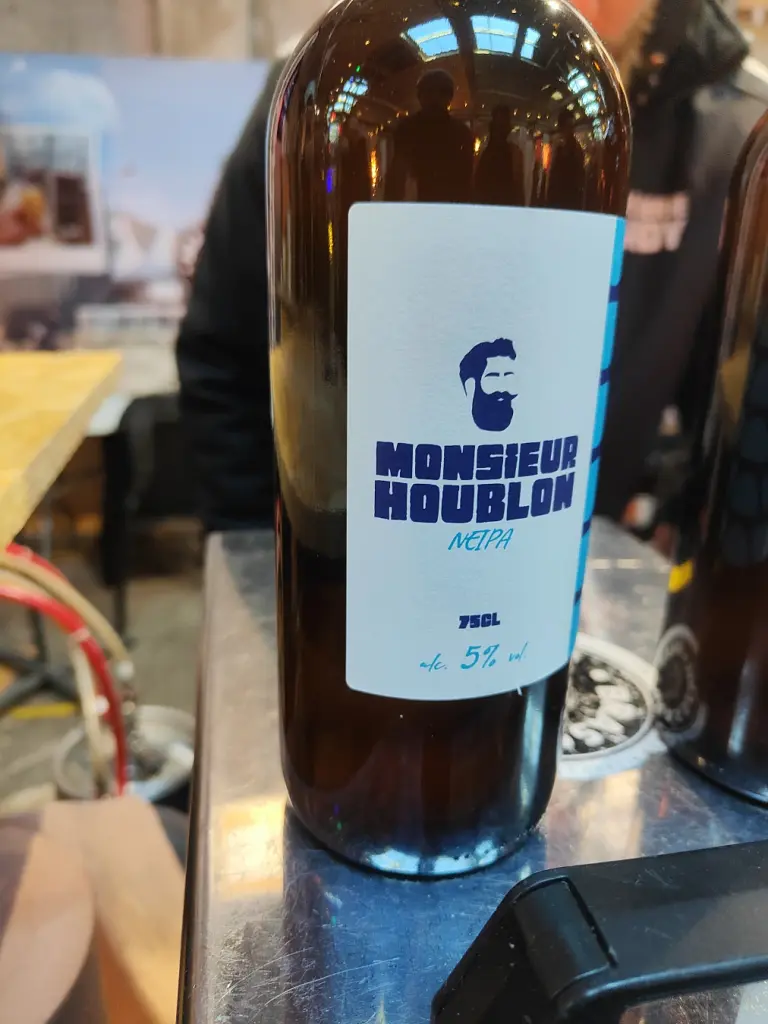 MONSIEUR
HOUBLON
NEIPA
75CL
alc. 5% vol.